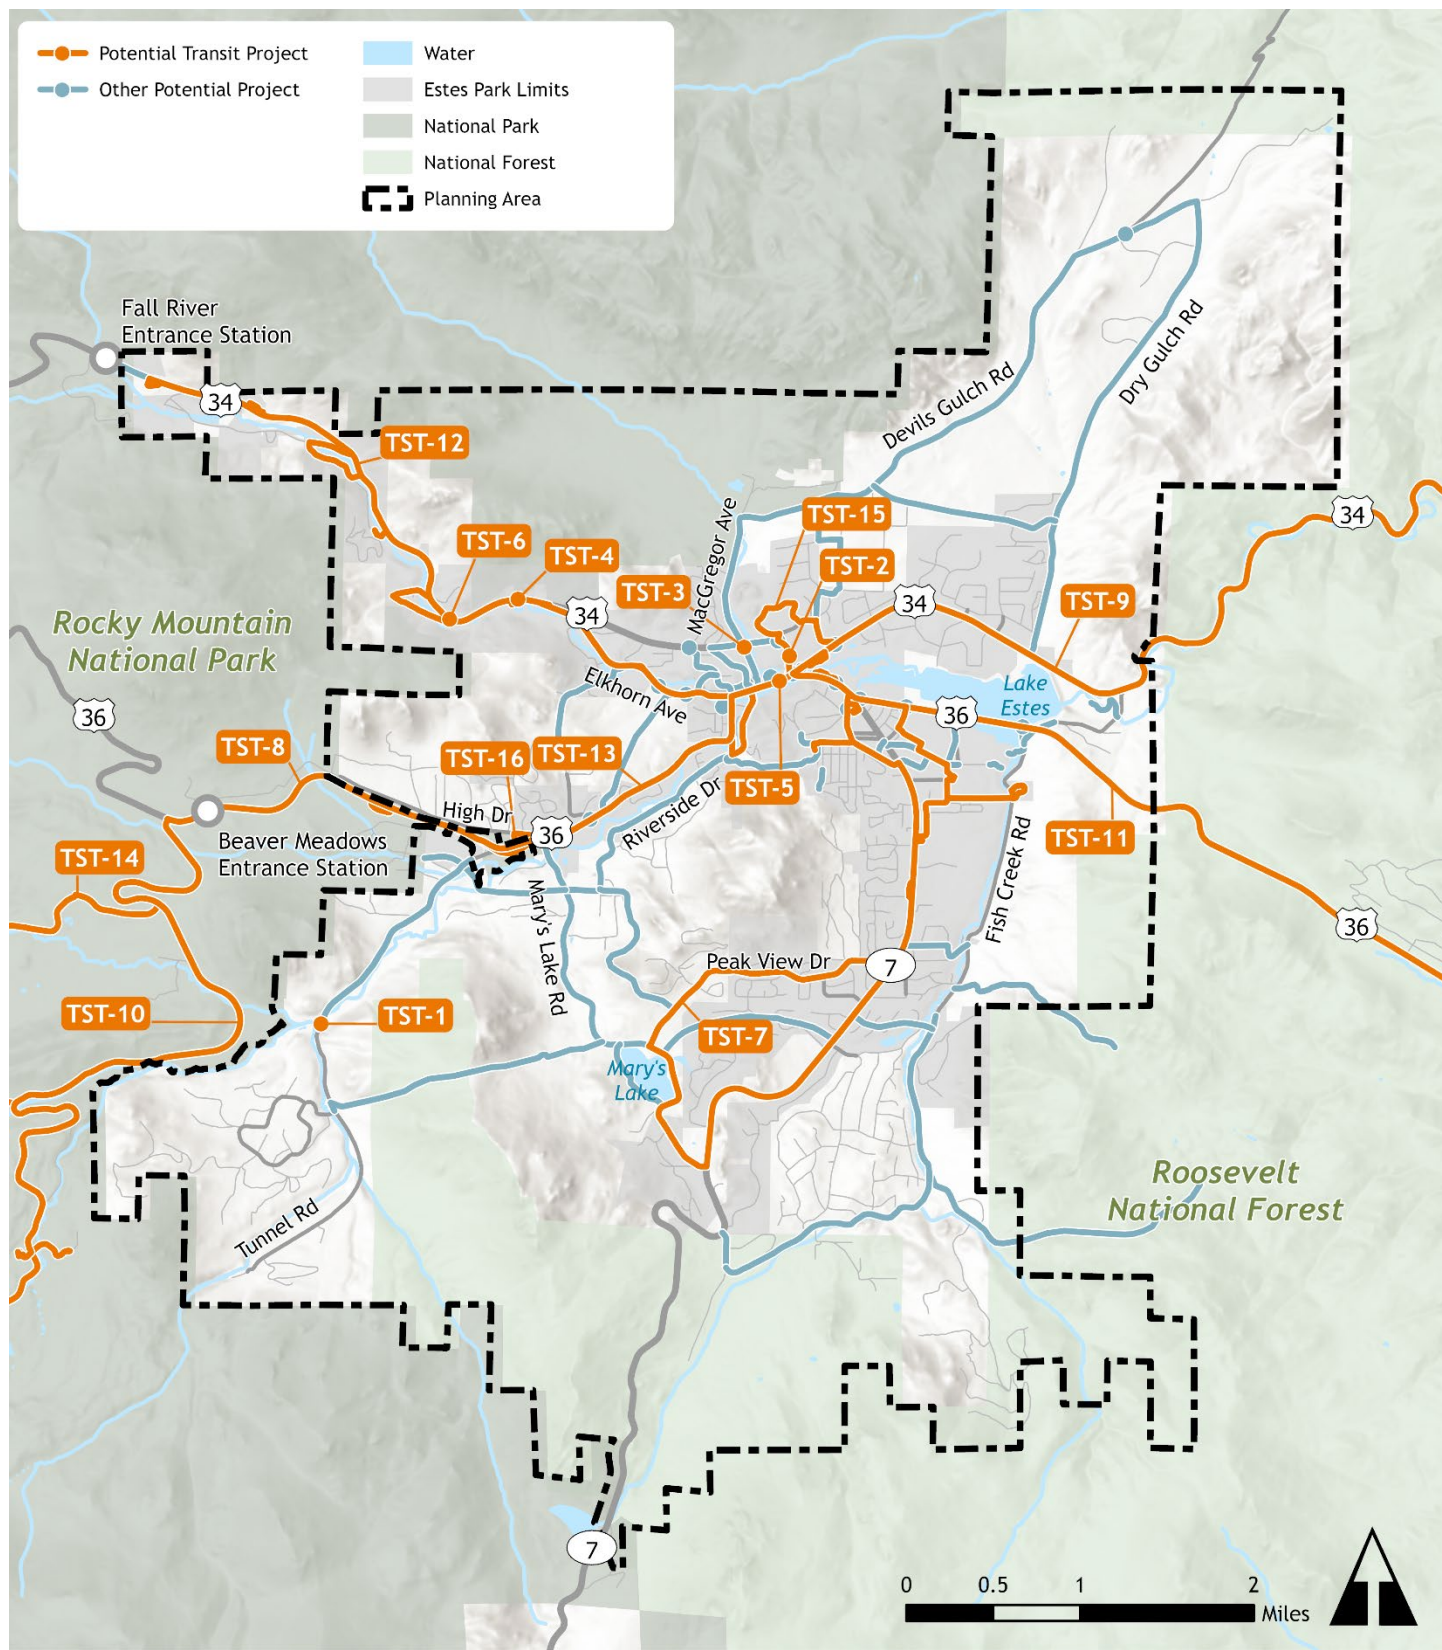 Potential Transit Project
Other Potential Project
Water
Estes Park Limits
National Park
National Forest
Planning Area
Fall River
Entrance Station
34
TST-12
Devils Gulch Rd
Dry Gulch Rd
34
TST-6
TST-4
TST-15
MacGregor Ave
TST-3
TST-2
34
34
TST-9
Rocky Mountain
National Park
Elkhorn Ave
Lake
Estes
36
36
TST-8
TST-16
TST-13
TST-5
High Dr
36
Riverside Dr
TST-11
Beaver Meadows
Entrance Station
TST-14
Mary's Lake Rd
Fish Creek Rd
36
Peak View Dr
7
TST-10
TST-1
TST-7
Mary's
Lake
Roosevelt
National Forest
Tunnel Rd
7
0 0.5 1 2
Miles